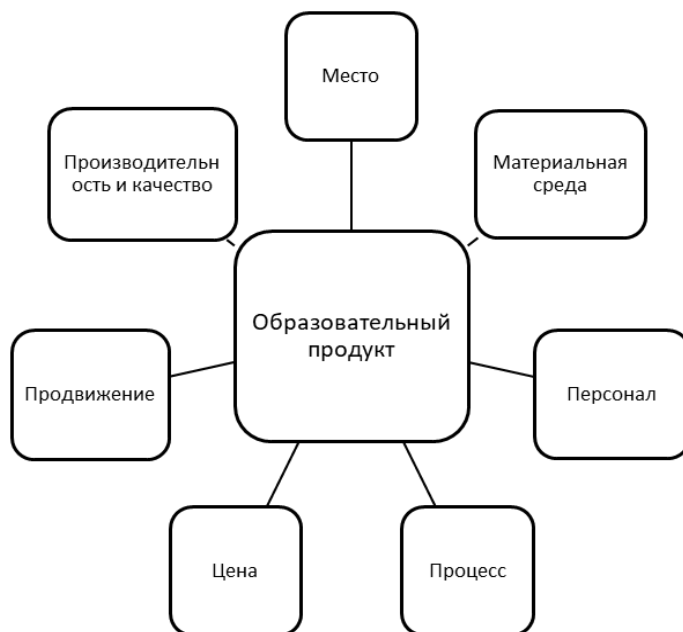 Место
Производительн
ость и качество
Материальная
среда
Образовательный
продукт
Продвижение
Персонал
Цена
Процесс